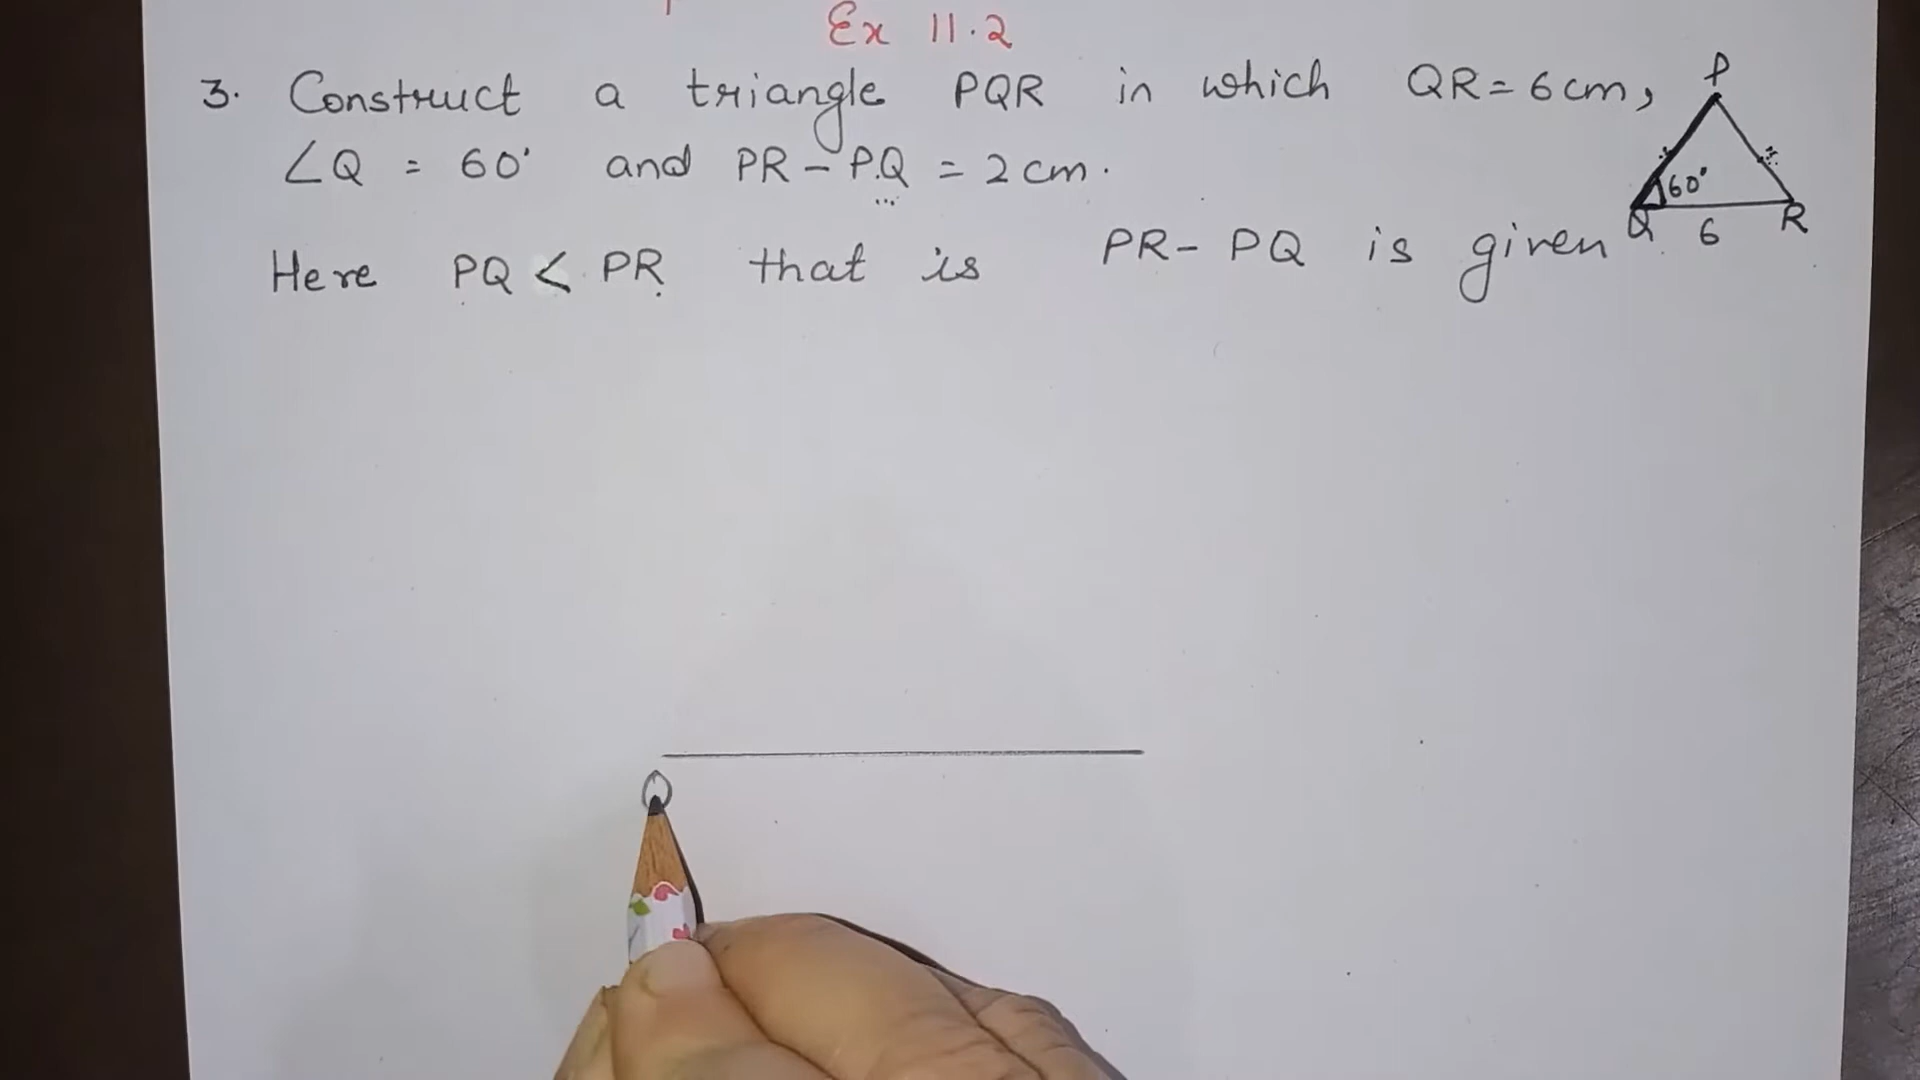 Ex 11.2
3. Construct a triangle PQR in which QR = 6 cm,
∠Q = 60° and PR - PQ = 2 cm.
Here PQ < PR that is PR - PQ is given
P
60°
Q 6 R
Q